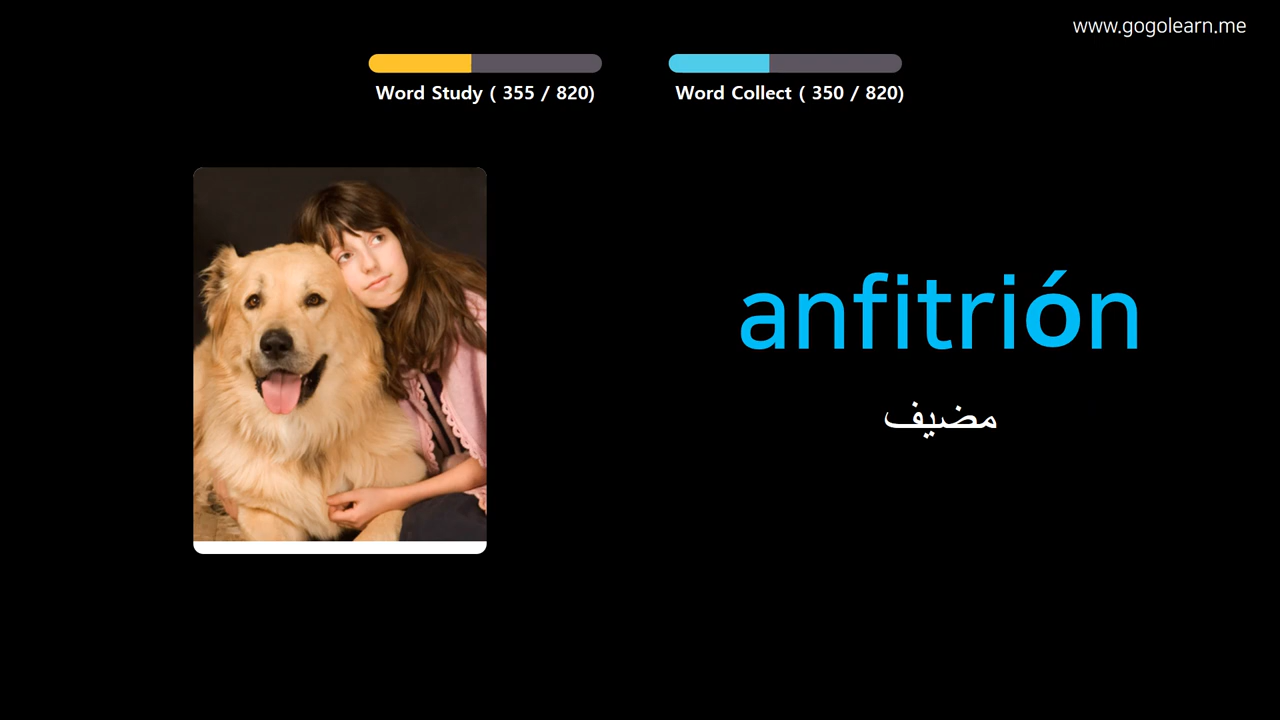 www.gogolearn.me
Word Study ( 355 / 820)
Word Collect ( 350 / 820)
anfitrión
مضيف